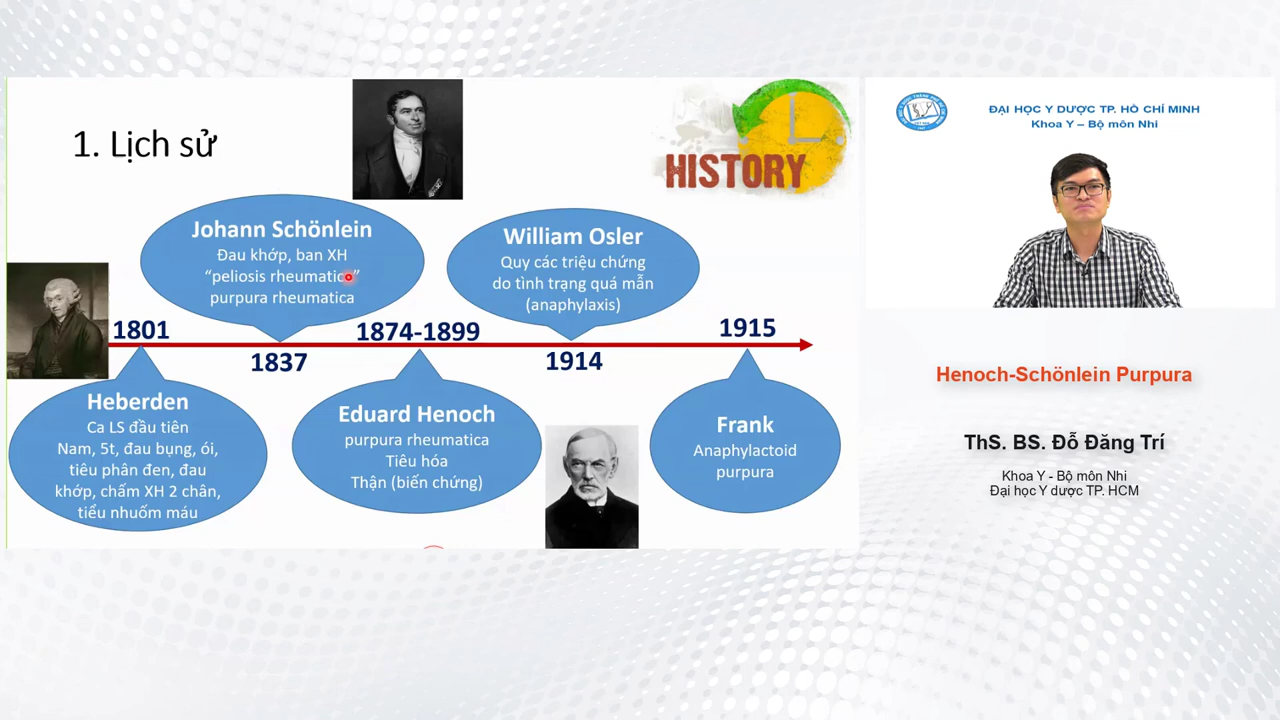 1. Lịch sử
HISTORY
Johann Schönlein
Đau khớp, ban XH
“peliosis rheumatica”
purpura rheumatica
William Osler
Quy các triệu chứng
do tình trạng quá mẫn
(anaphylaxis)
1801
1837
1874-1899
1914
1915
Heberden
Ca LS đầu tiên
Nam, 5t, đau bụng, ói,
tiêu phân đen, đau
khớp, chấm XH 2 chân,
tiểu nhuốm máu
Eduard Henoch
purpura rheumatica
Tiêu hóa
Thận (biến chứng)
Frank
Anaphylactoid
purpura
ĐẠI HỌC Y DƯỢC TP. HỒ CHÍ MINH
Khoa Y – Bộ môn Nhi
Henoch-Schönlein Purpura
ThS. BS. Đỗ Đăng Trí
Khoa Y - Bộ môn Nhi
Đại học Y dược TP. HCM